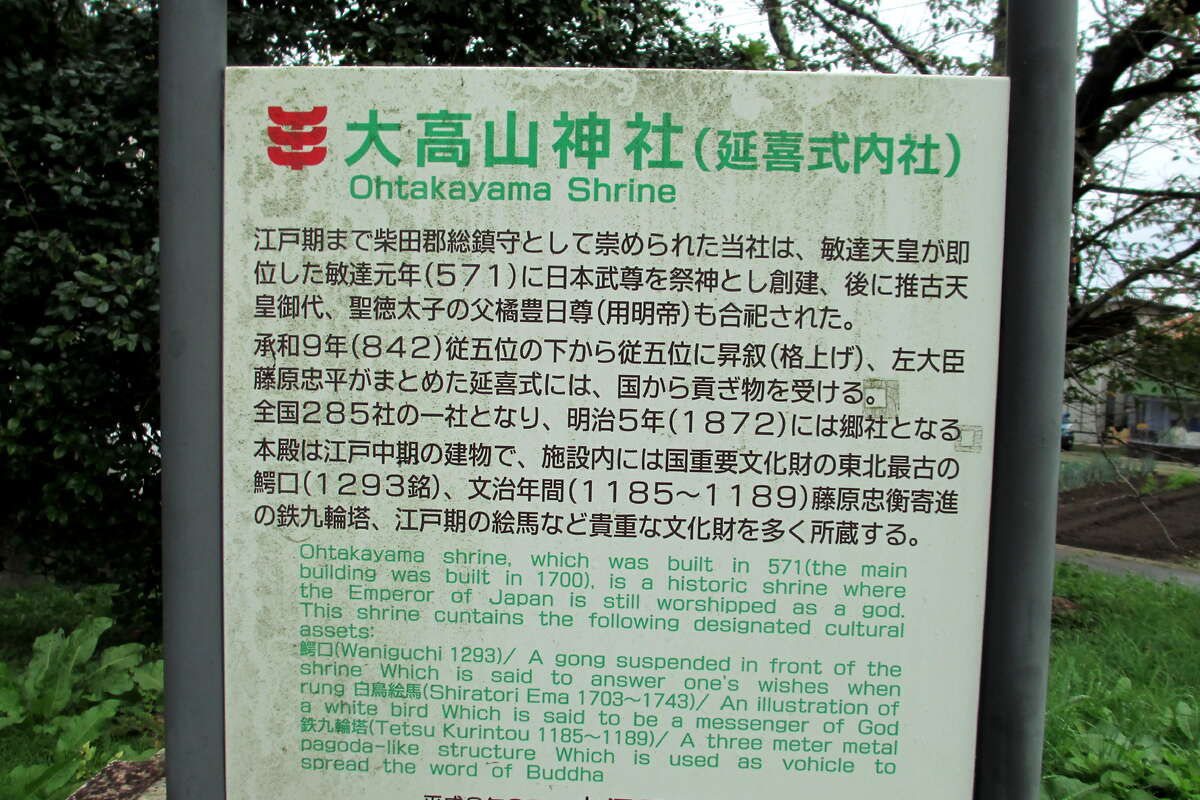 大高山神社(延喜式内社)
Ohtakayama Shrine
江戸期まで柴田郡総鎮守として崇められた当社は、敏達天皇が即
位した敏達元年(571)に日本武尊を祭神とし創建、後に推古天
皇御代、聖徳太子の父橘豊日尊(用明帝)も合祀された。
承和9年(842)従五位の下から従五位に昇叙(格上げ)、左大臣
藤原忠平がまとめた延喜式には、国から貢ぎ物を受ける。
全国285社の一社となり、明治5年(1872)には郷社となる
本殿は江戸中期の建物で、施設内には国重要文化財の東北最古の
鰐口(1293銘)、文治年間(1185〜1189)藤原忠衡寄進
の鉄九輪塔、江戸期の絵馬など貴重な文化財を多く所蔵する。
Ohtakayama shrine, which was built in 571(the main
building was built in 1700), is a historic shrine where
the Emperor of Japan is still worshipped as a god.
This shrine cuntains the following designated cultural
assets:
鰐口(Waniguchi 1293)/ A gong suspended in front of the
shrine Which is said to answer one's wishes when
rung 白鳥絵馬(Shiratori Ema 1703〜1743)/ An illustration of
a white bird Which is said to be a messenger of God
鉄九輪塔(Tetsu Kurintou 1185〜1189)/ A three meter metal
pagoda-like structure Which is used as vohicle to
spread the word of Buddha